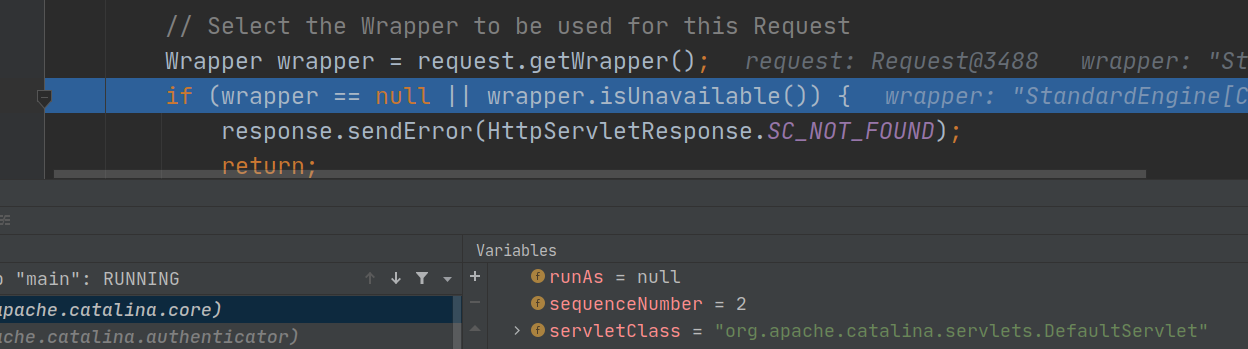 // Select the Wrapper to be used for this Request
Wrapper wrapper = request.getWrapper(); request: Request@3488 wrapper: "St
if (wrapper == null || wrapper.isUnavailable()) { wrapper: "StandardEngine[C
response.sendError(HttpServletResponse.SC_NOT_FOUND);
return;
Variables
"main": RUNNING
runAs = null
sequenceNumber = 2
servletClass = "org.apache.catalina.servlets.DefaultServlet"
apache.catalina.core)
ache.catalina.authenticator)